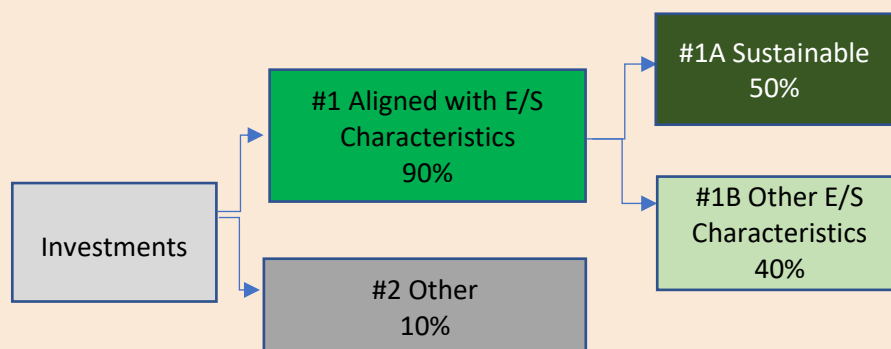 #1A Sustainable
50%
#1 Aligned with E/S
Characteristics
90%
#1B Other E/S
Characteristics
40%
Investments
#2 Other
10%